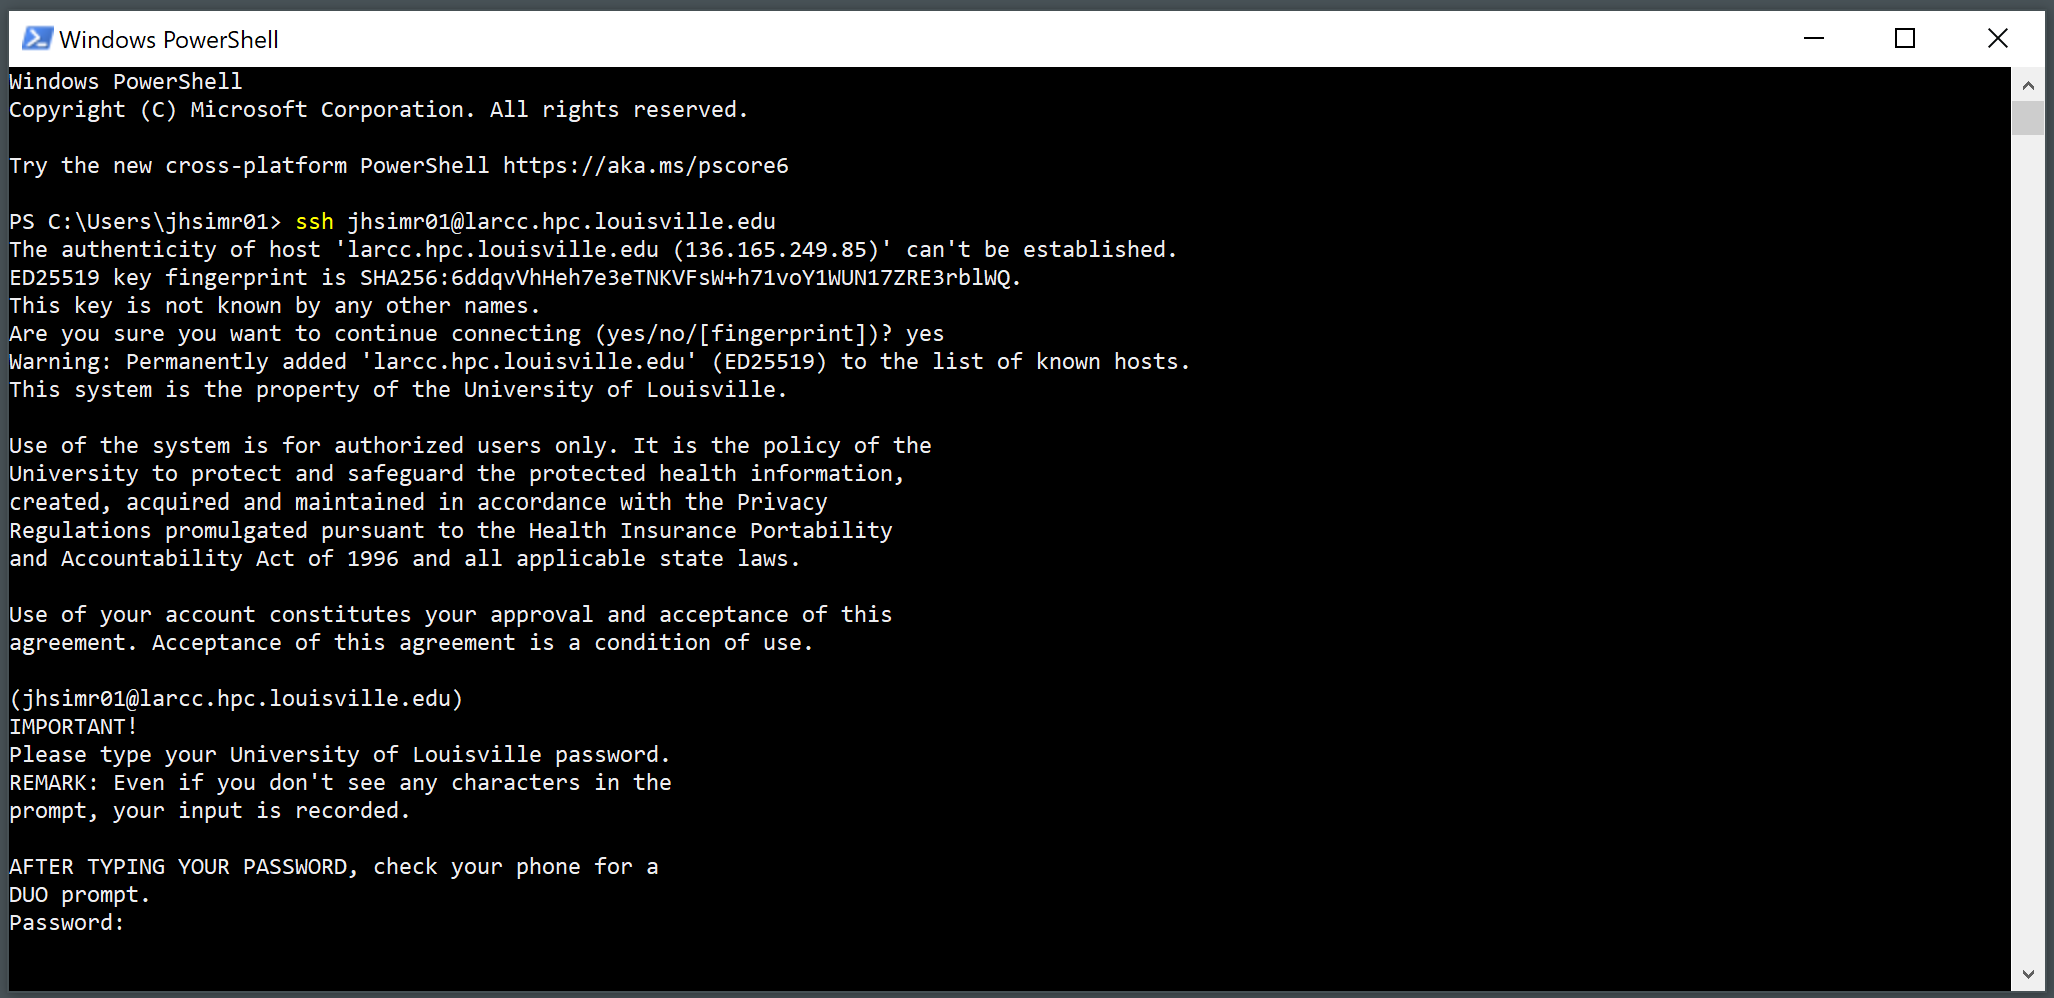 Windows PowerShell
Windows PowerShell
Copyright (C) Microsoft Corporation. All rights reserved.
Try the new cross-platform PowerShell https://aka.ms/pscore6
PS C:\Users\jhsimr01> ssh jhsimr01@larcc.hpc.louisville.edu
The authenticity of host 'larcc.hpc.louisville.edu (136.165.249.85)' can't be established.
ED25519 key fingerprint is SHA256:6ddqvVhHeh7e3eTNKVFsW+h71voY1WUN17ZRE3rblWQ.
This key is not known by any other names.
Are you sure you want to continue connecting (yes/no/[fingerprint])? yes
Warning: Permanently added 'larcc.hpc.louisville.edu' (ED25519) to the list of known hosts.
This system is the property of the University of Louisville.
Use of the system is for authorized users only. It is the policy of the
University to protect and safeguard the protected health information,
created, acquired and maintained in accordance with the Privacy
Regulations promulgated pursuant to the Health Insurance Portability
and Accountability Act of 1996 and all applicable state laws.
Use of your account constitutes your approval and acceptance of this
agreement. Acceptance of this agreement is a condition of use.
(jhsimr01@larcc.hpc.louisville.edu)
IMPORTANT!
Please type your University of Louisville password.
REMARK: Even if you don't see any characters in the
prompt, your input is recorded.
AFTER TYPING YOUR PASSWORD, check your phone for a
DUO prompt.
Password: